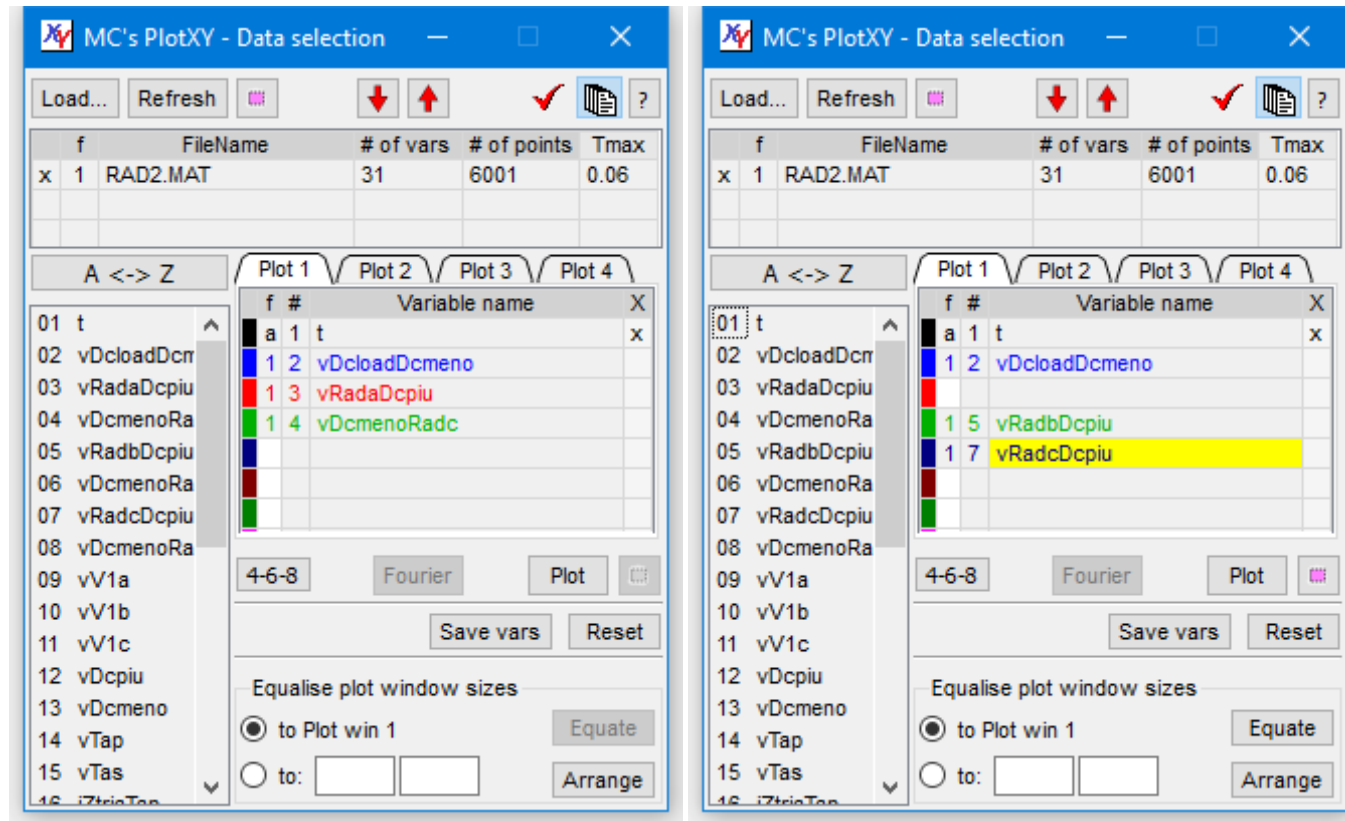 MC's PlotXY - Data selection
Load... Refresh ?
f FileName # of vars # of points Tmax
x 1 RAD2.MAT 31 6001 0.06
A <-> Z
Plot 1 Plot 2 Plot 3 Plot 4
01 t
02 vDcloadDcm
03 vRadaDcpiu
04 vDcmenoRa
05 vRadbDcpiu
06 vDcmenoRa
07 vRadcDcpiu
08 vDcmenoRa
09 vV1a
10 vV1b
11 vV1c
12 vDcpiu
13 vDcmeno
14 vTap
15 vTas
16 iZtrigTap
f # Variable name X
a 1 t x
1 2 vDcloadDcmeno
1 3 vRadaDcpiu
1 4 vDcmenoRadc
4-6-8 Fourier Plot
Save vars Reset
Equalise plot window sizes
to Plot win 1 Equate
to: Arrange
MC's PlotXY - Data selection
Load... Refresh ?
f FileName # of vars # of points Tmax
x 1 RAD2.MAT 31 6001 0.06
A <-> Z
Plot 1 Plot 2 Plot 3 Plot 4
01 t
02 vDcloadDcm
03 vRadaDcpiu
04 vDcmenoRa
05 vRadbDcpiu
06 vDcmenoRa
07 vRadcDcpiu
08 vDcmenoRa
09 vV1a
10 vV1b
11 vV1c
12 vDcpiu
13 vDcmeno
14 vTap
15 vTas
16 iZtrigTap
f # Variable name X
a 1 t x
1 2 vDcloadDcmeno
1 5 vRadbDcpiu
1 7 vRadcDcpiu
4-6-8 Fourier Plot
Save vars Reset
Equalise plot window sizes
to Plot win 1 Equate
to: Arrange